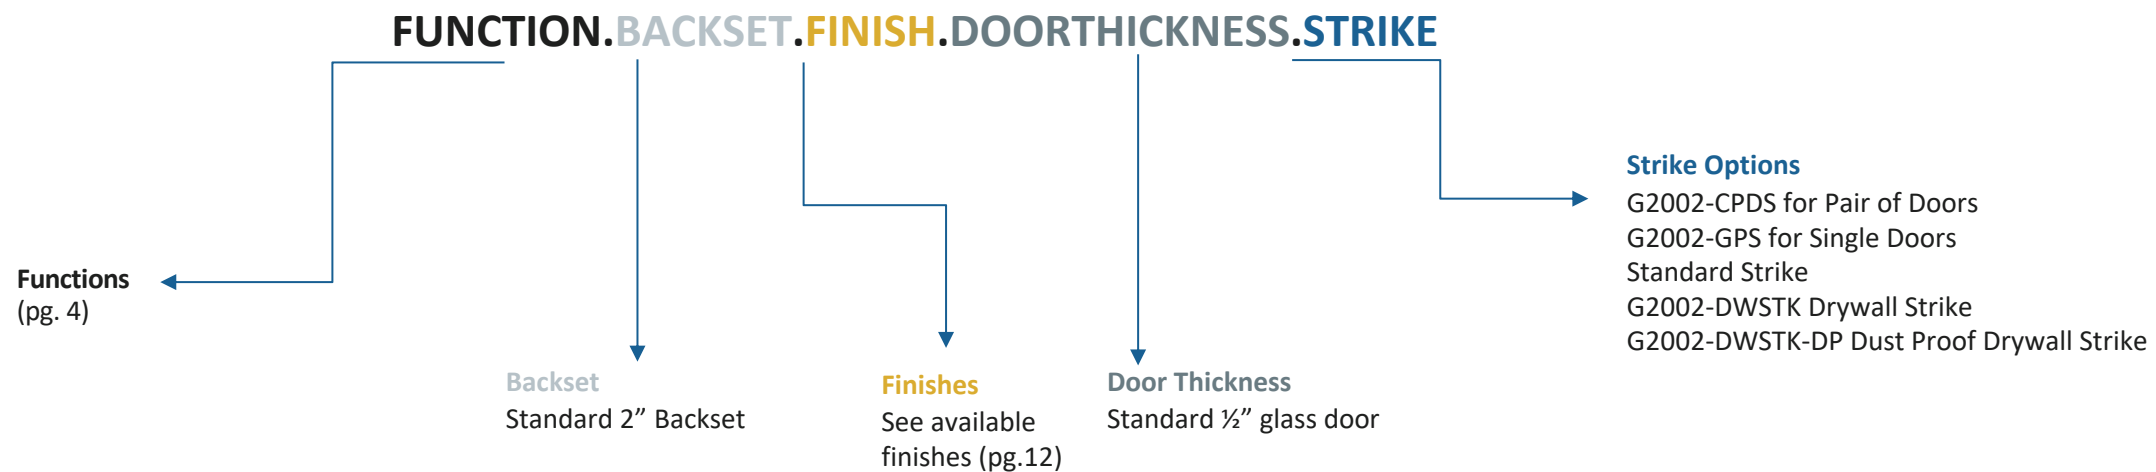 FUNCTION.BACKSET.FINISH.DOORTHICKNESS.STRIKE
Functions
(pg. 4)
Backset
Standard 2” Backset
Finishes
See available
finishes (pg.12)
Door Thickness
Standard ½” glass door
Strike Options
G2002-CPDS for Pair of Doors
G2002-GPS for Single Doors
Standard Strike
G2002-DWSTK Drywall Strike
G2002-DWSTK-DP Dust Proof Drywall Strike